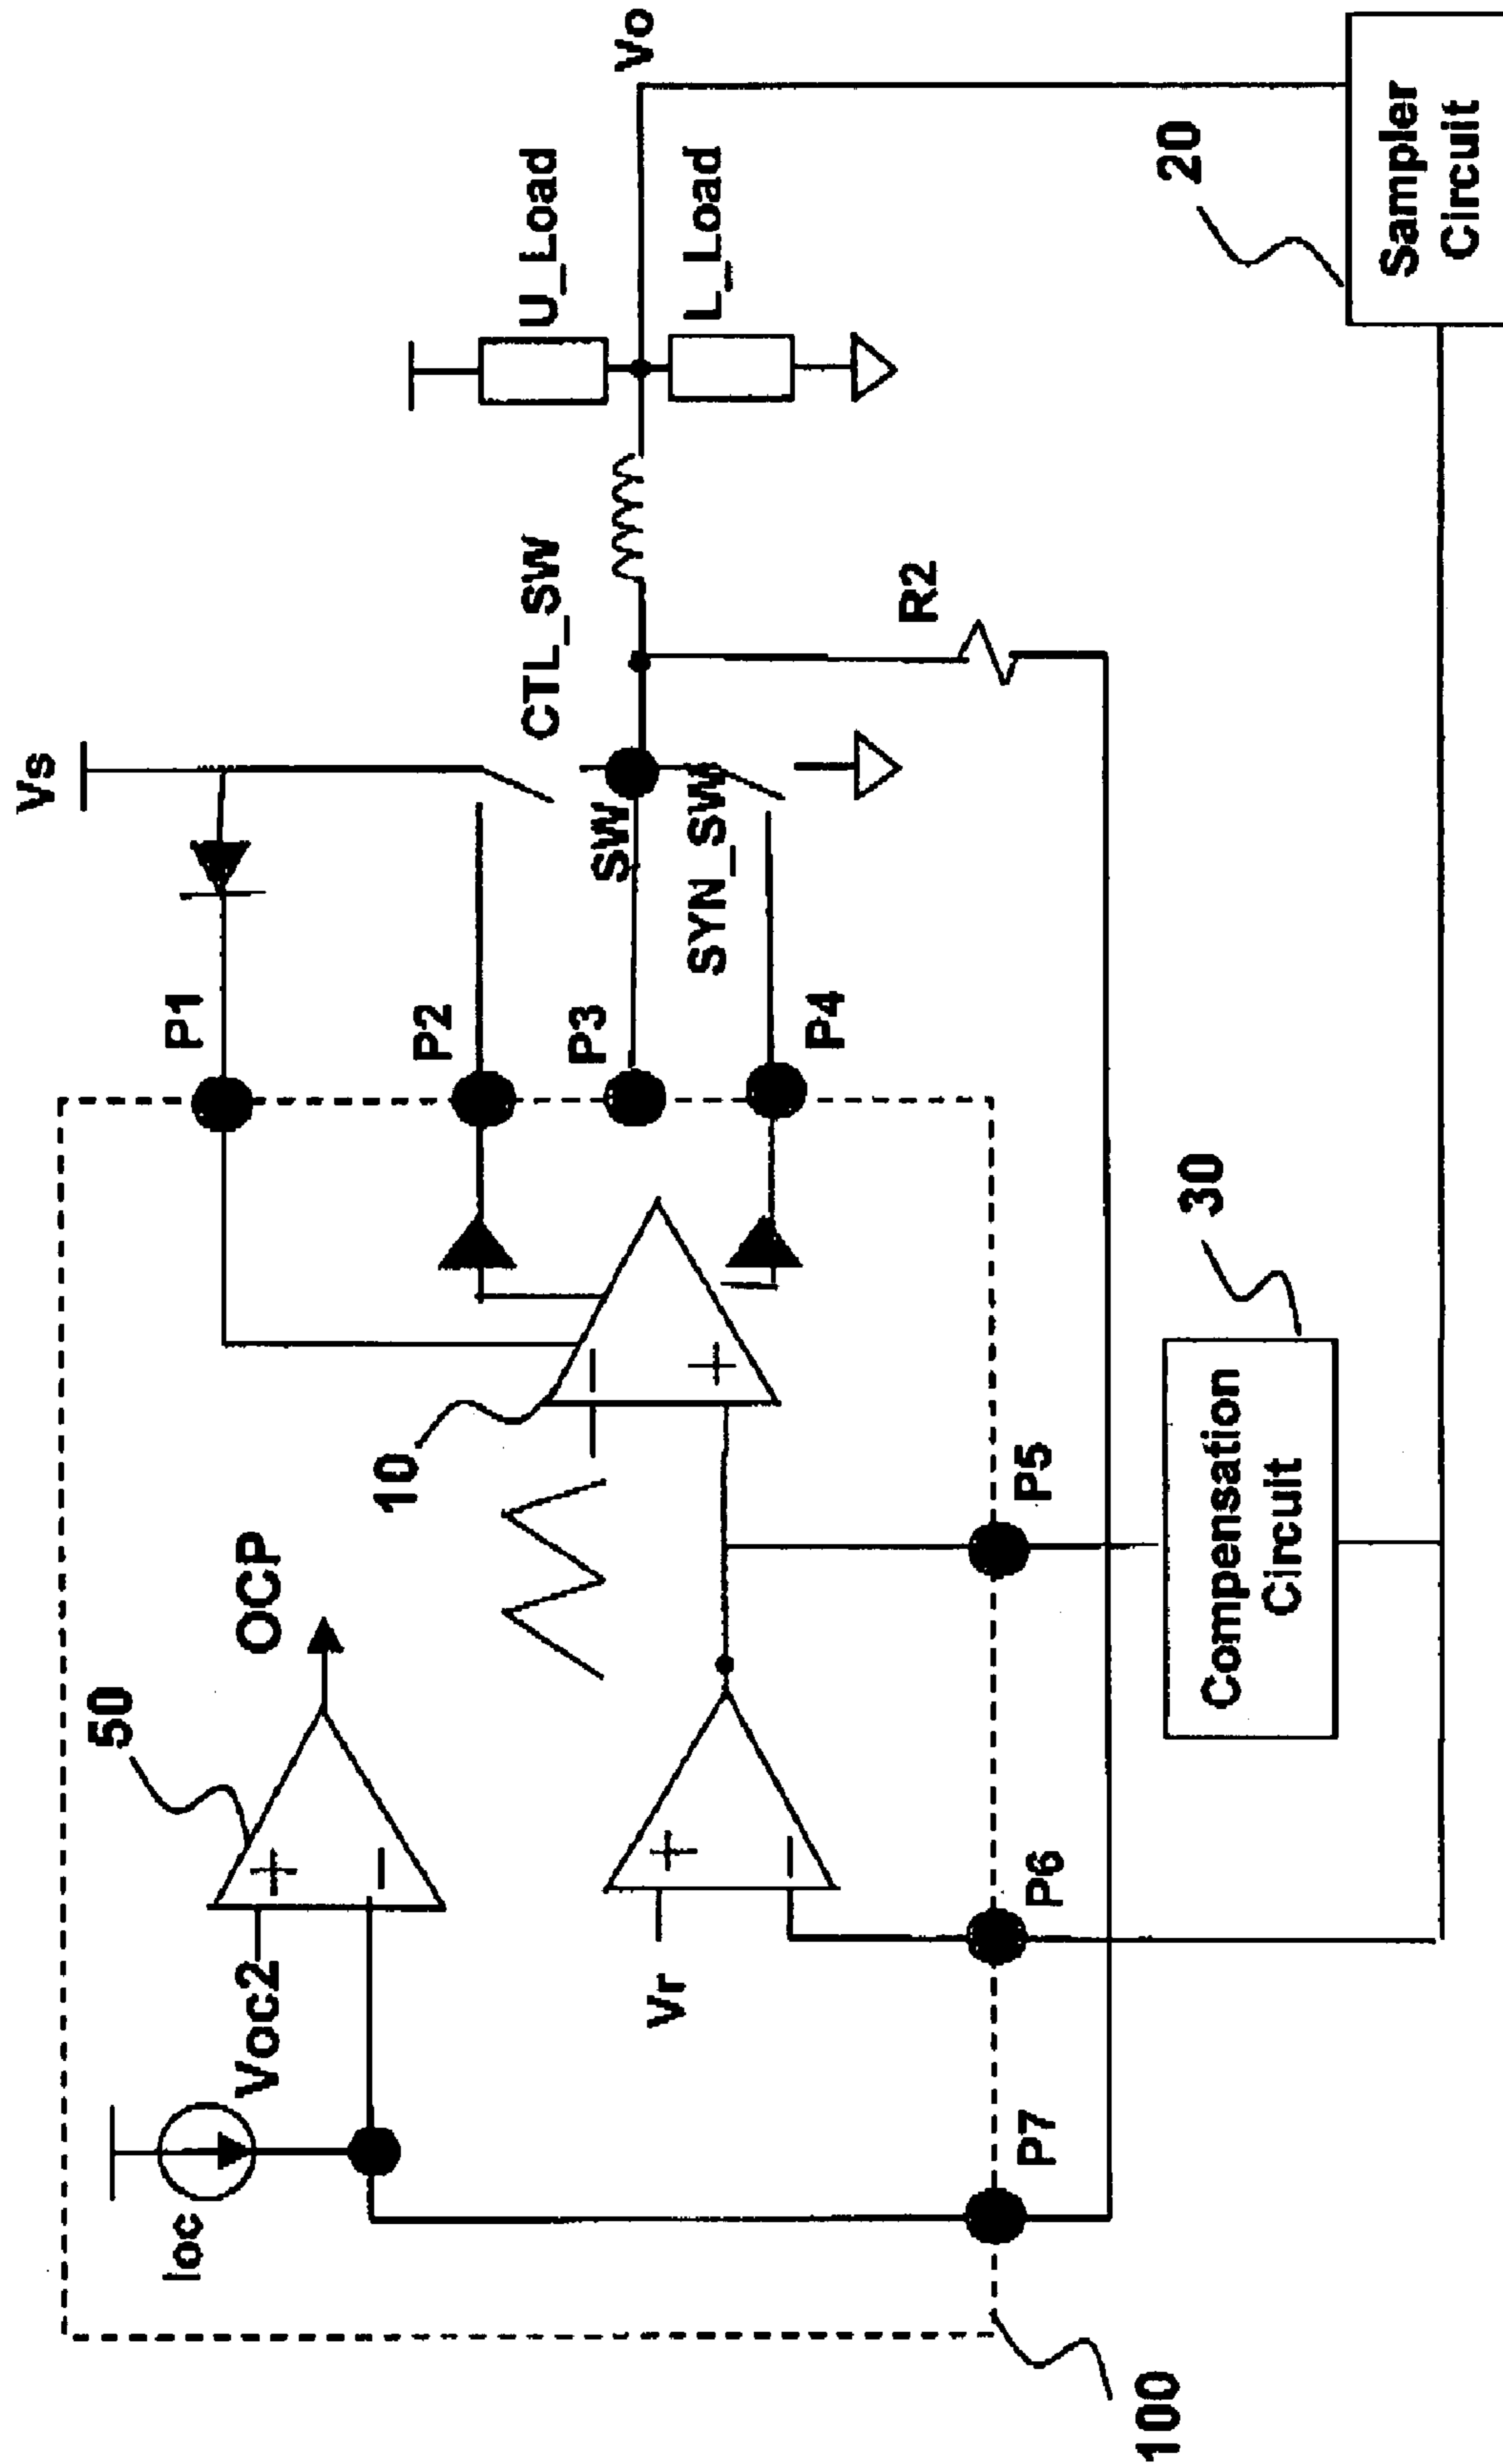 Vs
Ioc
Voc2
+
−
50
OCP
10
−
+
P1
P2
P3
P4
SW
CTL_SW
SYN_SW
U_Load
L_Load
Vo
Vr
+
−
R2
P7
P6
P5
100
Compensation
Circuit
30
20
Sampler
Circuit